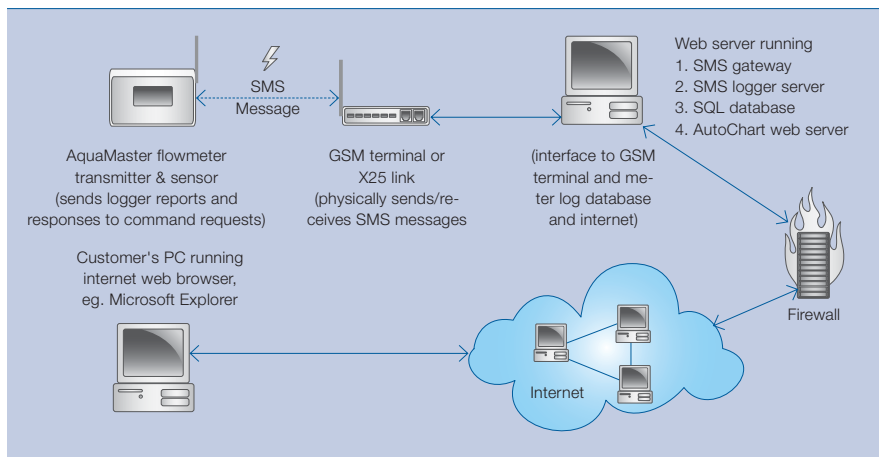 SMS
Message
Web server running
1. SMS gateway
2. SMS logger server
3. SQL database
4. AutoChart web server
AquaMaster flowmeter
transmitter & sensor
(sends logger reports and
responses to command requests)
GSM terminal or
X25 link
(physically sends/re-
ceives SMS messages
(interface to GSM
terminal and me-
ter log database
and internet)
Customer's PC running
internet web browser,
eg. Microsoft Explorer
Firewall
Internet